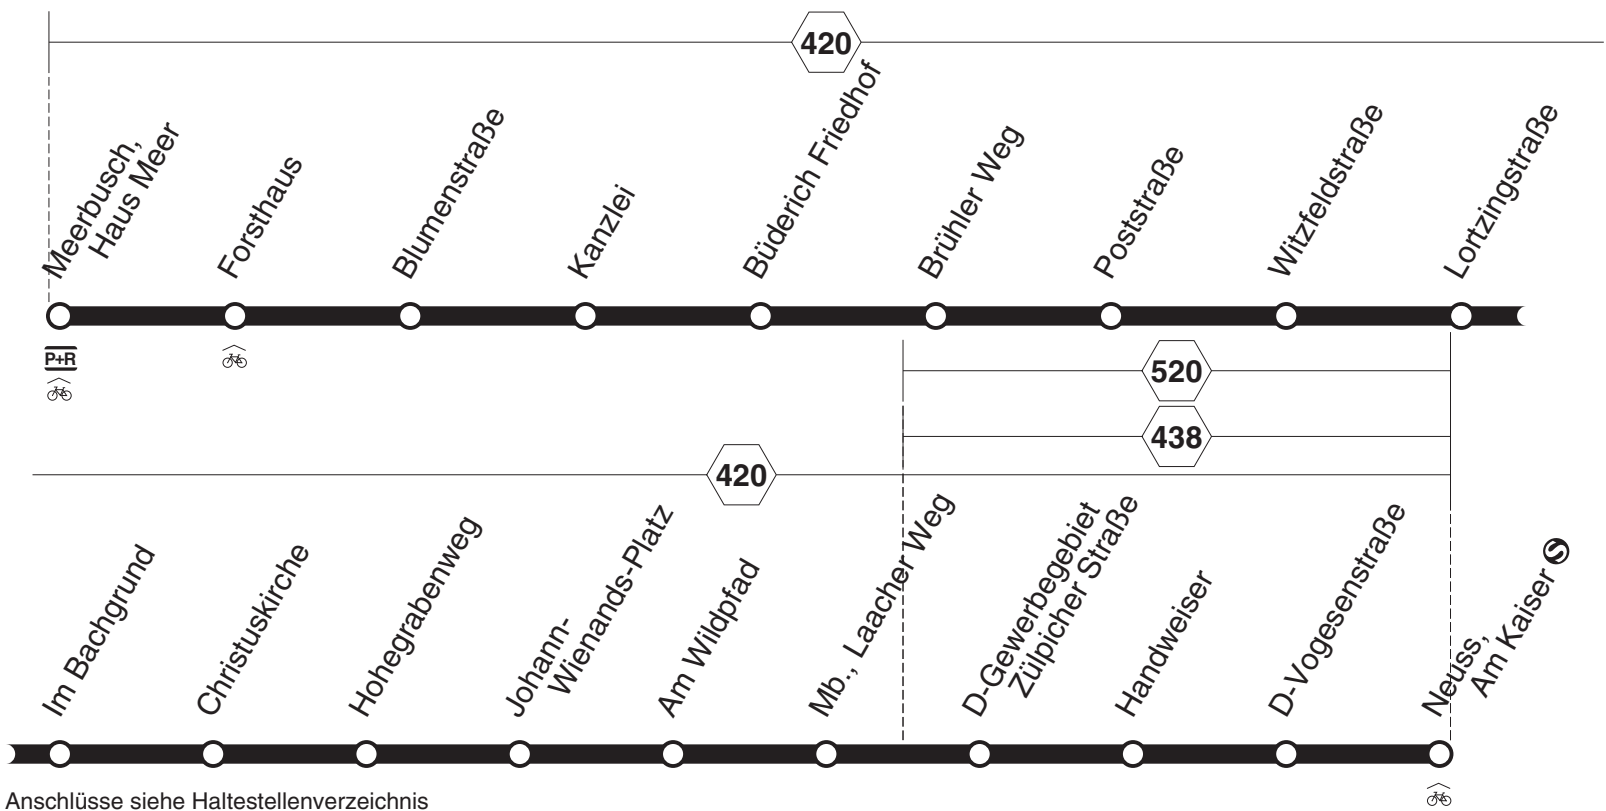 420
Meerbusch,
Haus Meer
Forsthaus
Blumenstraße
Kanzlei
Büderich Friedhof
Brühler Weg
Poststraße
Witzfeldstraße
Lortzingstraße
P+R
520
438
420
Im Bachgrund
Christuskirche
Hohegrabenweg
Johann-
Wienands-Platz
Am Wildpfad
Mb., Laacher Weg
D-Gewerbegebiet
Zülpicher Straße
Handweiser
D-Vogesenstraße
Neuss,
Am Kaiser S
Anschlüsse siehe Haltestellenverzeichnis